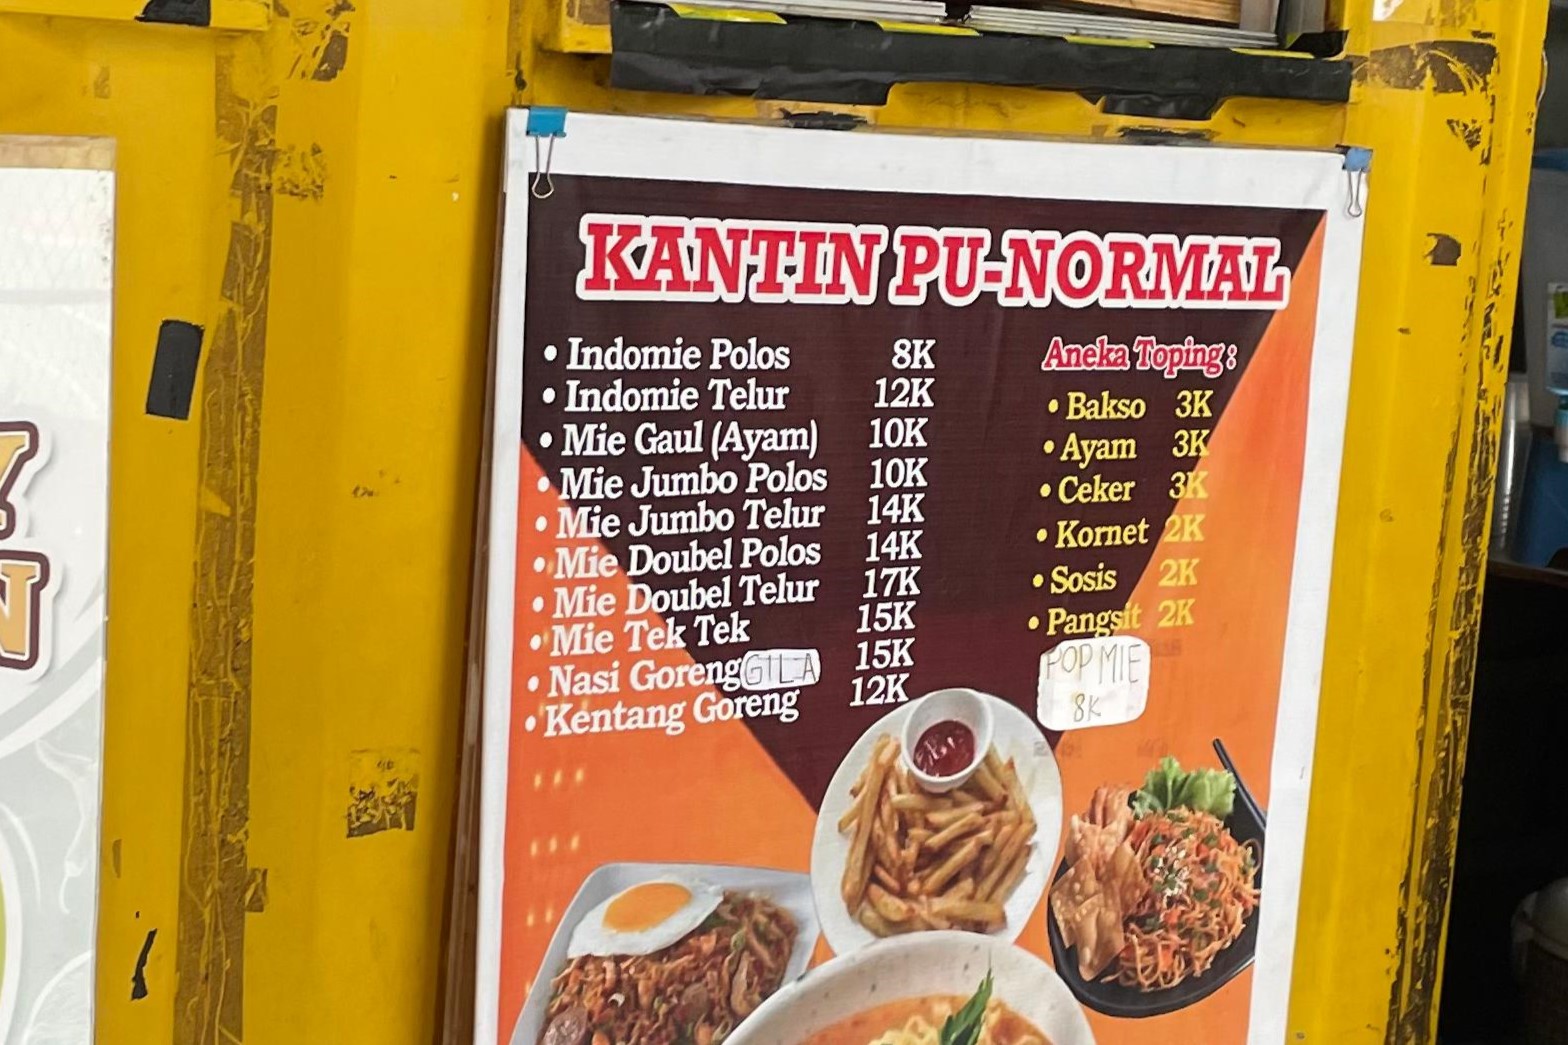 KANTIN PU-NORMAL
• Indomie Polos 8K
• Indomie Telur 12K
• Mie Gaul (Ayam) 10K
• Mie Jumbo Polos 10K
• Mie Jumbo Telur 14K
• Mie Doubel Polos 14K
• Mie Doubel Telur 17K
• Mie Tek Tek 15K
• Nasi Goreng GILA 15K
• Kentang Goreng 12K
Aneka Toping :
• Bakso 3K
• Ayam 3K
• Ceker 3K
• Kornet 2K
• Sosis 2K
• Pangsit 2K
POP MIE
8K